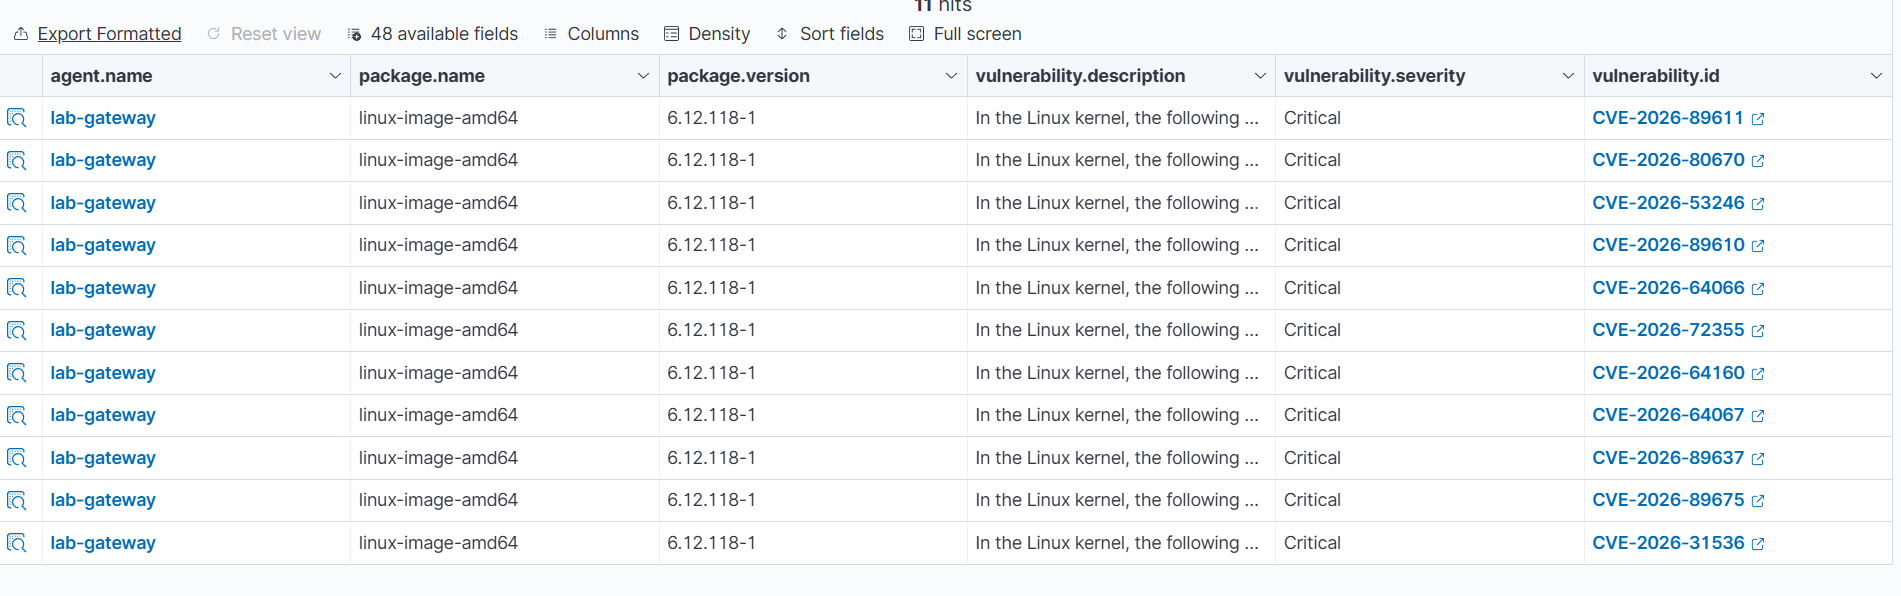 11 hits
Export Formatted Reset view 48 available fields Columns Density Sort fields Full screen
agent.name package.name package.version vulnerability.description vulnerability.severity vulnerability.id
lab-gateway linux-image-amd64 6.12.118-1 In the Linux kernel, the following ... Critical CVE-2026-89611
lab-gateway linux-image-amd64 6.12.118-1 In the Linux kernel, the following ... Critical CVE-2026-80670
lab-gateway linux-image-amd64 6.12.118-1 In the Linux kernel, the following ... Critical CVE-2026-53246
lab-gateway linux-image-amd64 6.12.118-1 In the Linux kernel, the following ... Critical CVE-2026-89610
lab-gateway linux-image-amd64 6.12.118-1 In the Linux kernel, the following ... Critical CVE-2026-64066
lab-gateway linux-image-amd64 6.12.118-1 In the Linux kernel, the following ... Critical CVE-2026-72355
lab-gateway linux-image-amd64 6.12.118-1 In the Linux kernel, the following ... Critical CVE-2026-64160
lab-gateway linux-image-amd64 6.12.118-1 In the Linux kernel, the following ... Critical CVE-2026-64067
lab-gateway linux-image-amd64 6.12.118-1 In the Linux kernel, the following ... Critical CVE-2026-89637
lab-gateway linux-image-amd64 6.12.118-1 In the Linux kernel, the following ... Critical CVE-2026-89675
lab-gateway linux-image-amd64 6.12.118-1 In the Linux kernel, the following ... Critical CVE-2026-31536